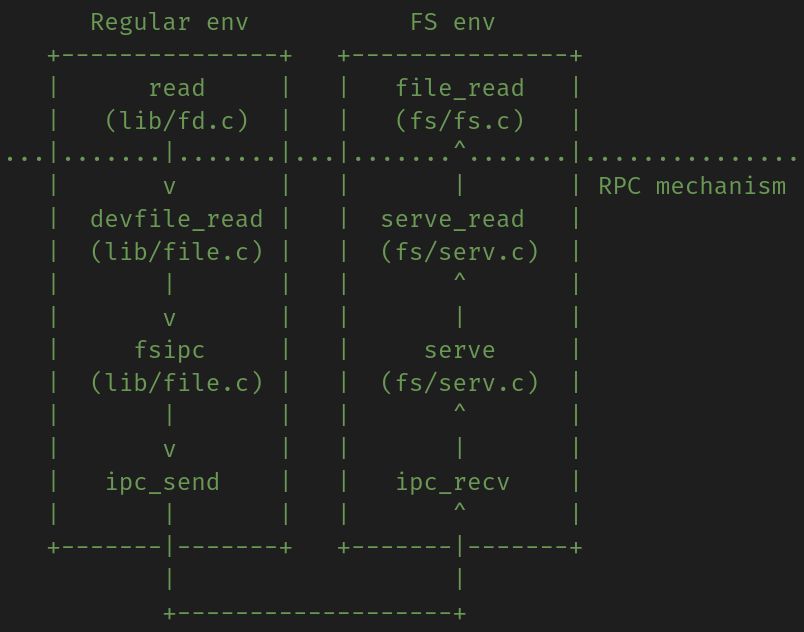 Regular env           FS env
   +---------------+   +---------------+
   |      read     |   |   file_read   |
   |   (lib/fd.c)  |   |   (fs/fs.c)   |
...|.......|.......|...|.......^.......|...............
   |       v       |   |       |       | RPC mechanism
   |  devfile_read |   |  serve_read   |
   |  (lib/file.c) |   |  (fs/serv.c)  |
   |       |       |   |       ^       |
   |       v       |   |       |       |
   |     fsipc     |   |     serve     |
   |  (lib/file.c) |   |  (fs/serv.c)  |
   |       |       |   |       ^       |
   |       v       |   |       |       |
   |   ipc_send    |   |   ipc_recv    |
   |       |       |   |       ^       |
   +-------|-------+   +-------|-------+
           |                   |
           +-------------------+